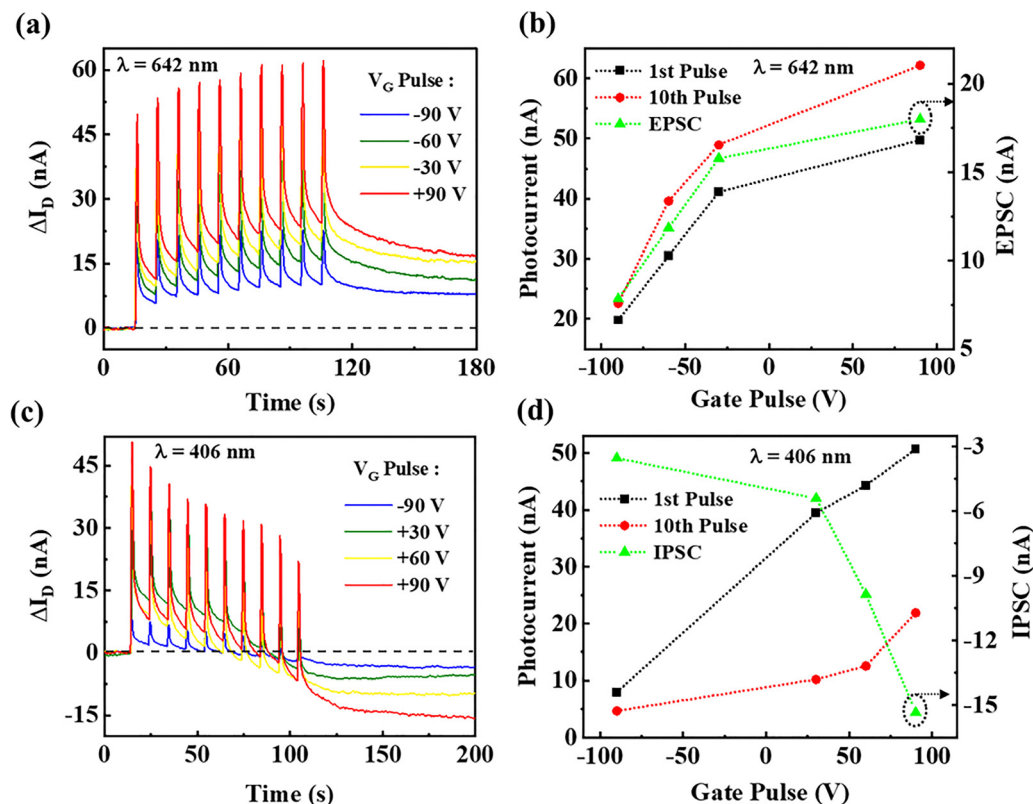 (a)
λ = 642 nm
V_G Pulse :
-90 V
-60 V
-30 V
+90 V
60
45
30
15
0
ΔI_D (nA)
0 60 120 180
Time (s)
(b)
1st Pulse
10th Pulse
EPSC
λ = 642 nm
60
50
40
30
20
Photocurrent (nA)
20
15
10
5
EPSC (nA)
-100 -50 0 50 100
Gate Pulse (V)
(c)
λ = 406 nm
V_G Pulse :
-90 V
+30 V
+60 V
+90 V
45
30
15
0
-15
ΔI_D (nA)
0 50 100 150 200
Time (s)
(d)
λ = 406 nm
1st Pulse
10th Pulse
IPSC
50
40
30
20
10
0
Photocurrent (nA)
-3
-6
-9
-12
-15
IPSC (nA)
-100 -50 0 50 100
Gate Pulse (V)